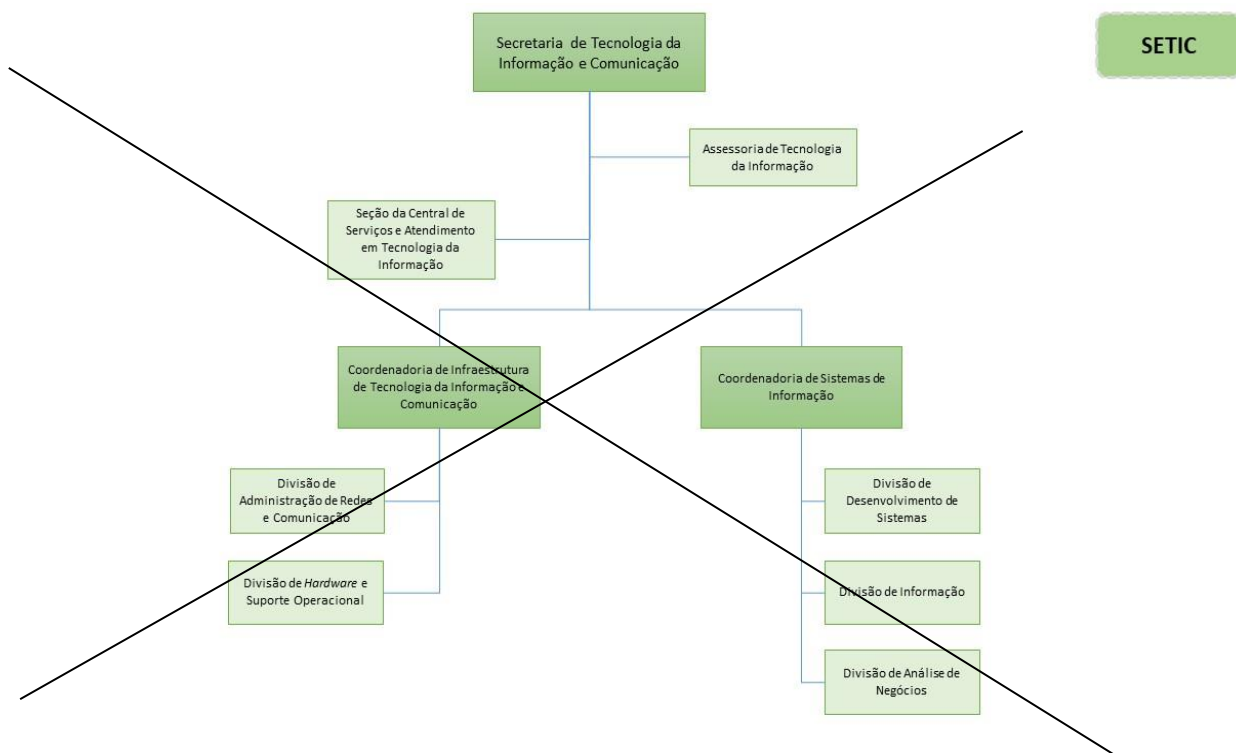 Secretaria de Tecnologia da
Informação e Comunicação
SETIC
Assessoria de Tecnologia
da Informação
Seção da Central de
Serviços e Atendimento
em Tecnologia da
Informação
Coordenadoria de Infraestrutura
de Tecnologia da Informação e
Comunicação
Coordenadoria de Sistemas de
Informação
Divisão de
Administração de Redes
e Comunicação
Divisão de
Desenvolvimento de
Sistemas
Divisão de Hardware e
Suporte Operacional
Divisão de Informação
Divisão de Análise de
Negócios